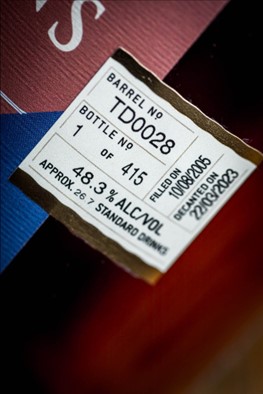 AS
BARREL Nº
TD0028
BOTTLE Nº
1 OF 415
FILLED ON
10/08/2005
DECANTED ON
22/03/2023
48.3% ALC/VOL
APPROX. 26.7 STANDARD DRINKS